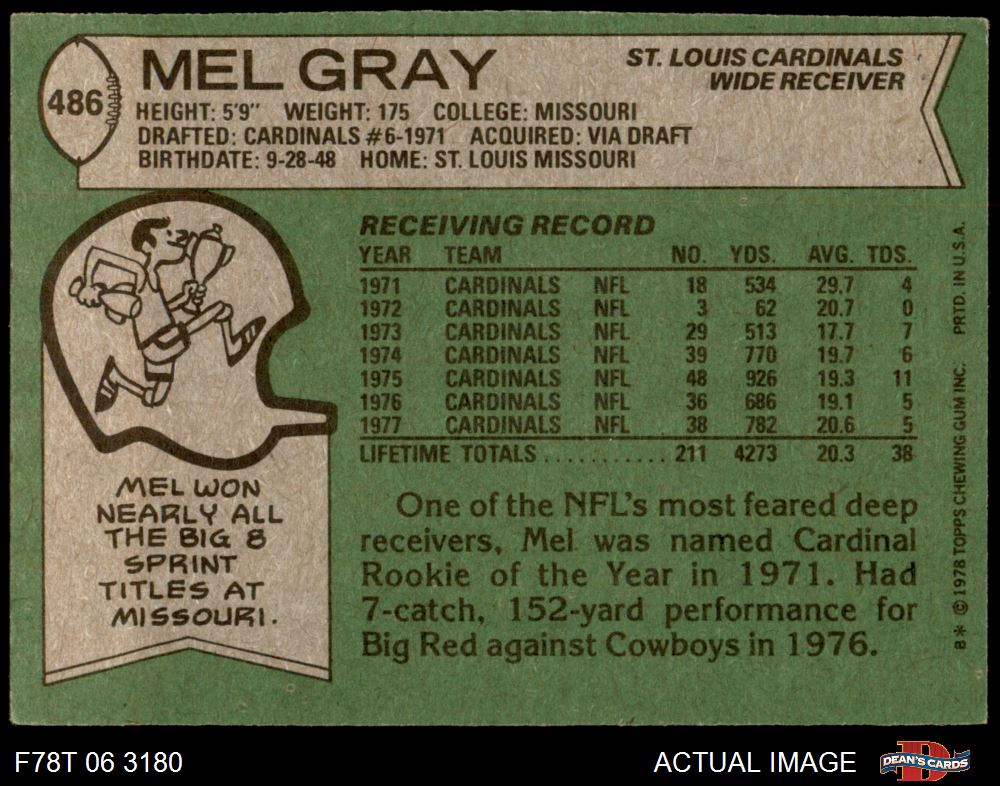 486
MEL GRAY
ST. LOUIS CARDINALS
WIDE RECEIVER
HEIGHT: 5'9" WEIGHT: 175 COLLEGE: MISSOURI
DRAFTED: CARDINALS #6-1971 ACQUIRED: VIA DRAFT
BIRTHDATE: 9-28-48 HOME: ST. LOUIS MISSOURI
RECEIVING RECORD
YEAR TEAM NO. YDS. AVG. TDS.
1971 CARDINALS NFL 18 534 29.7 4
1972 CARDINALS NFL 3 62 20.7 0
1973 CARDINALS NFL 29 513 17.7 7
1974 CARDINALS NFL 39 770 19.7 6
1975 CARDINALS NFL 48 926 19.3 11
1976 CARDINALS NFL 36 686 19.1 5
1977 CARDINALS NFL 38 782 20.6 5
LIFETIME TOTALS .......... 211 4273 20.3 38
MEL WON
NEARLY ALL
THE BIG 8
SPRINT
TITLES AT
MISSOURI.
One of the NFL's most feared deep
receivers, Mel was named Cardinal
Rookie of the Year in 1971. Had
7-catch, 152-yard performance for
Big Red against Cowboys in 1976.
8* © 1978 TOPPS CHEWING GUM INC. PRTD. IN U.S.A.
F78T 06 3180
ACTUAL IMAGE
DEAN'S CARDS